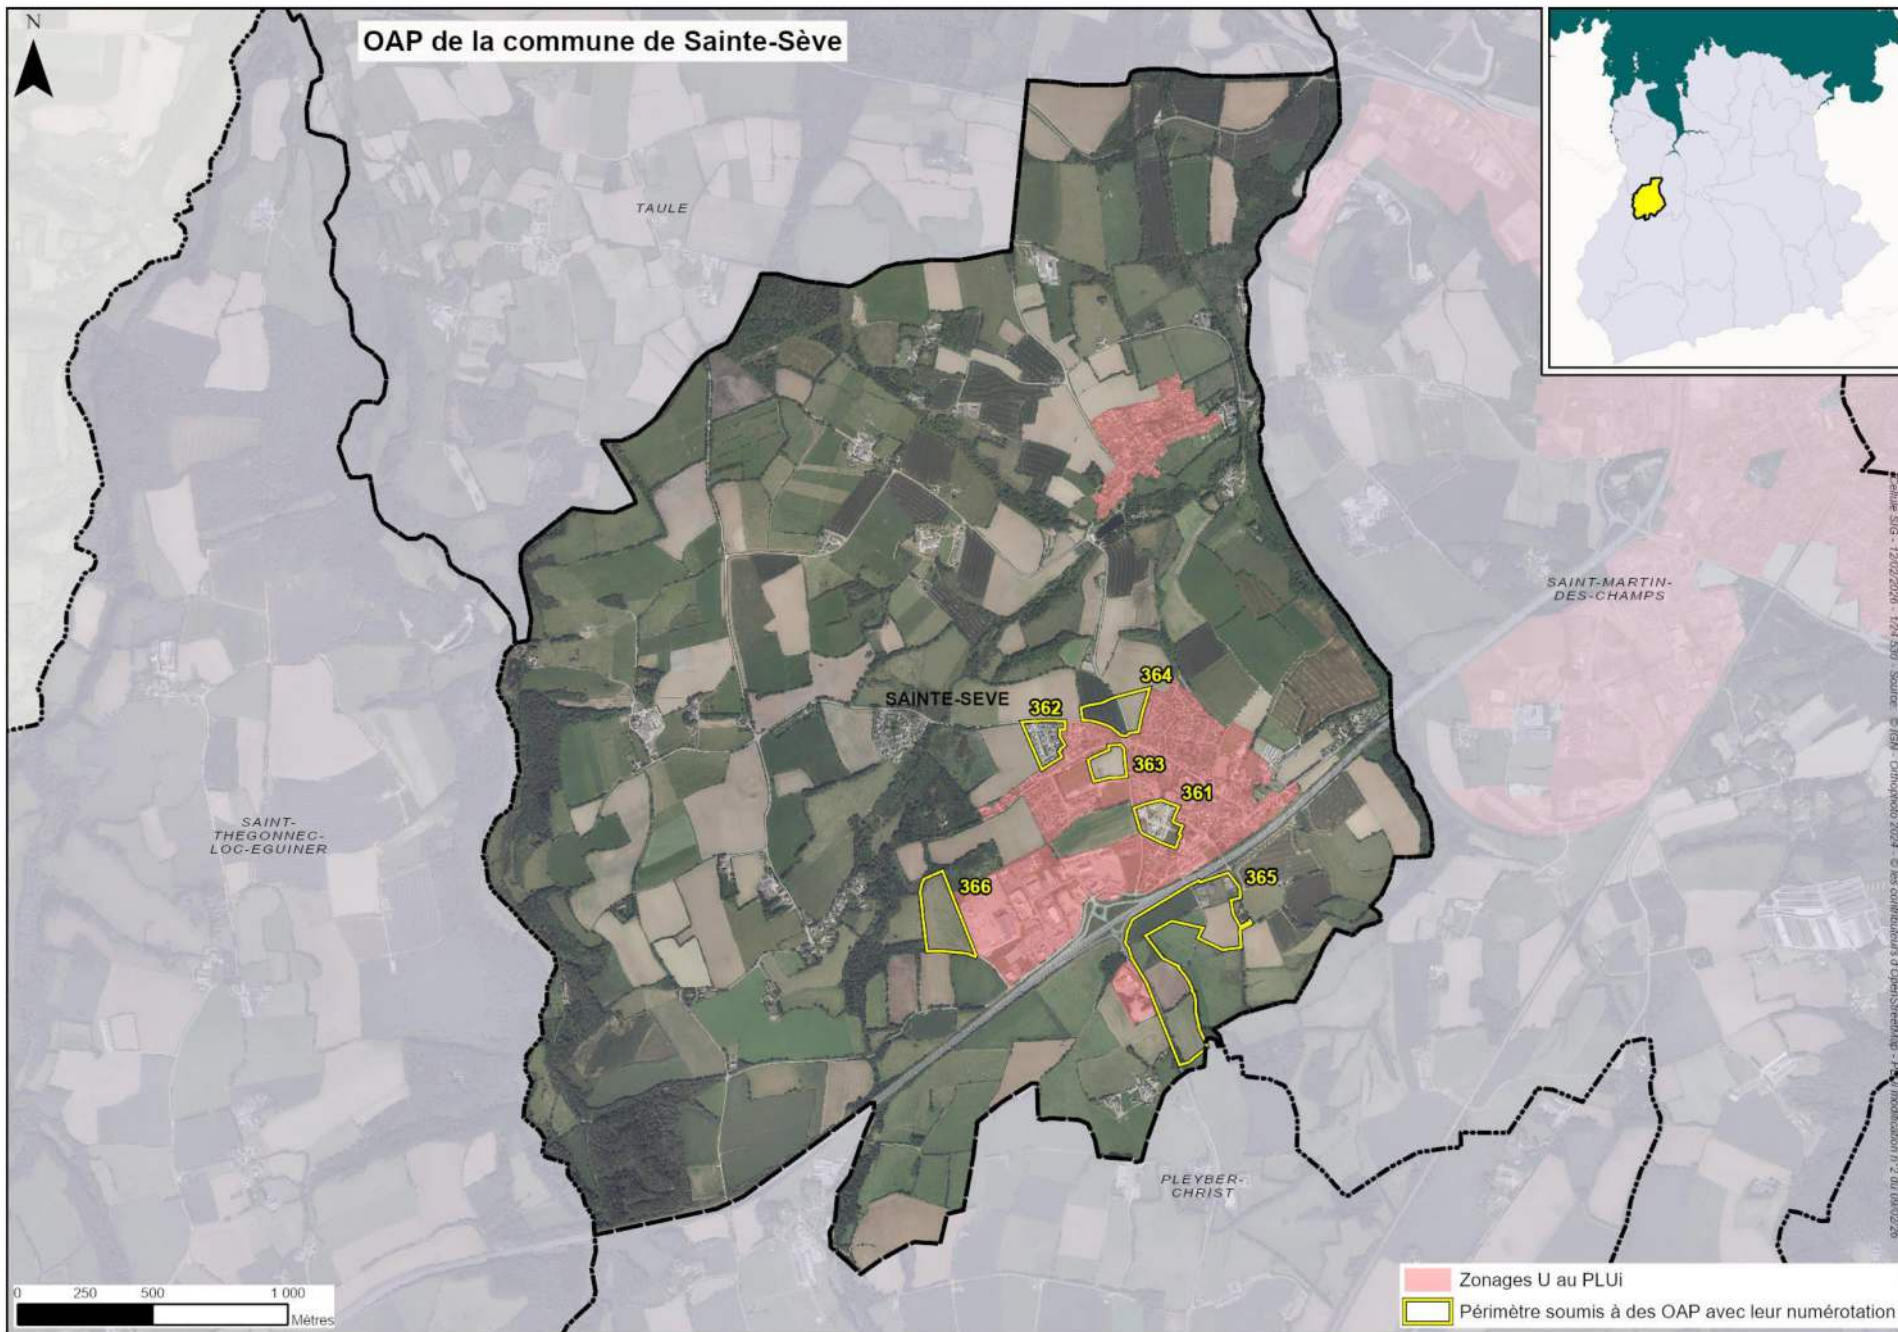 N
OAP de la commune de Sainte-Sève
TAULE
SAINT-MARTIN-
DES-CHAMPS
SAINTE-SEVE
364
362
363
361
365
366
SAINT-
THEGONNEC-
LOC-EGUINER
PLEYBER-
CHRIST
0 250 500 1 000
Mètres
Zonages U au PLUi
Périmètre soumis à des OAP avec leur numérotation